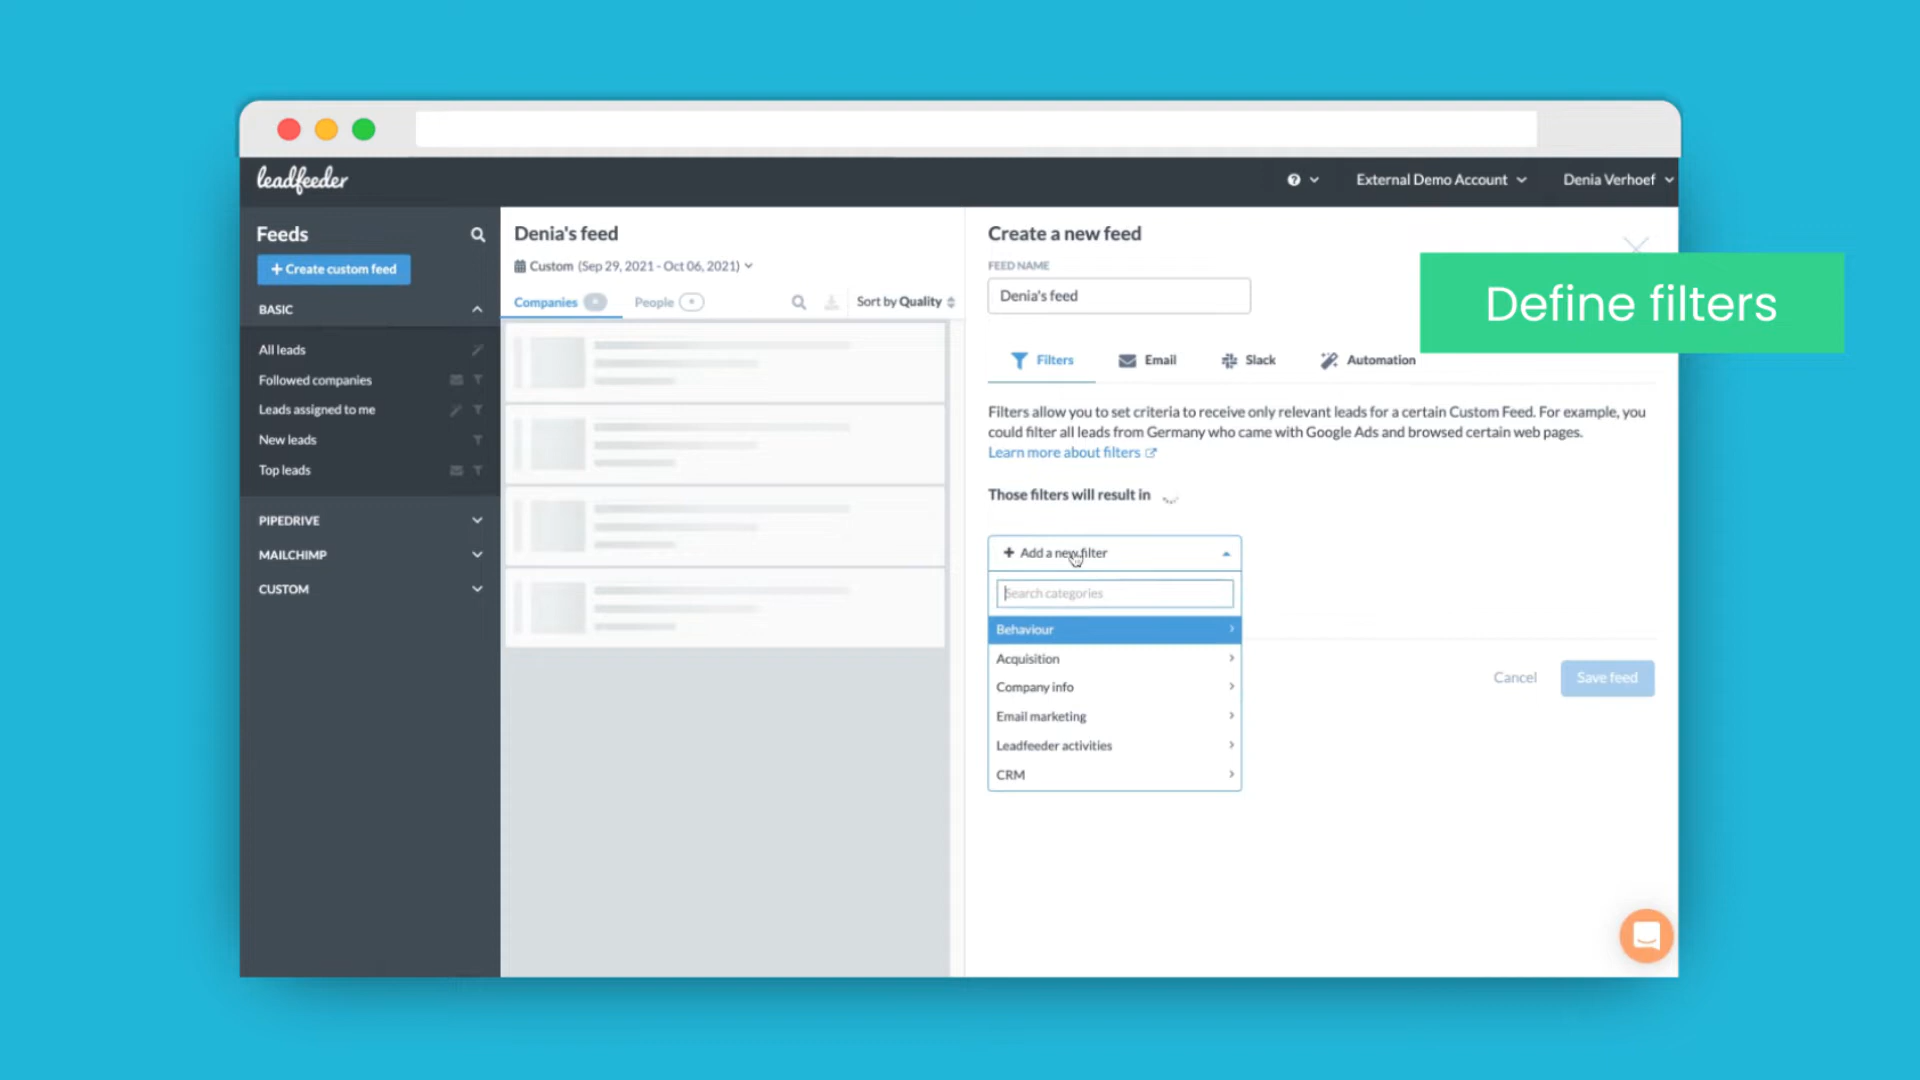 leadfeeder
External Demo Account
Denia Verhoef
Feeds
+ Create custom feed
BASIC
All leads
Followed companies
Leads assigned to me
New leads
Top leads
PIPEDRIVE
MAILCHIMP
CUSTOM
Denia's feed
Custom (Sep 29, 2021 - Oct 06, 2021)
Companies
People
Sort by Quality
Create a new feed
FEED NAME
Denia's feed
Define filters
Filters
Email
Slack
Automation
Filters allow you to set criteria to receive only relevant leads for a certain Custom Feed. For example, you
could filter all leads from Germany who came with Google Ads and browsed certain web pages.
Learn more about filters
Those filters will result in
+ Add a new filter
Search categories
Behaviour
Acquisition
Company info
Email marketing
Leadfeeder activities
CRM
Cancel
Save feed